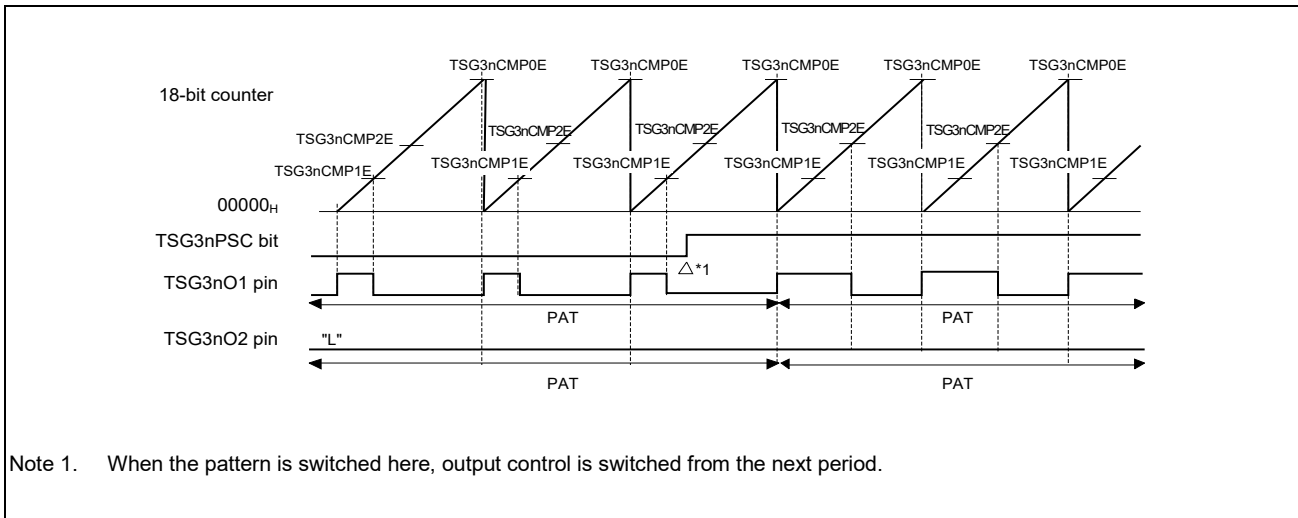 TSG3nCMP0E TSG3nCMP0E TSG3nCMP0E TSG3nCMP0E TSG3nCMP0E
18-bit counter
TSG3nCMP2E TSG3nCMP2E TSG3nCMP2E TSG3nCMP2E TSG3nCMP2E
TSG3nCMP1E TSG3nCMP1E TSG3nCMP1E TSG3nCMP1E TSG3nCMP1E TSG3nCMP1E
00000H
TSG3nPSC bit
△*1
TSG3nO1 pin
PAT PAT
TSG3nO2 pin "L"
PAT PAT
Note 1. When the pattern is switched here, output control is switched from the next period.